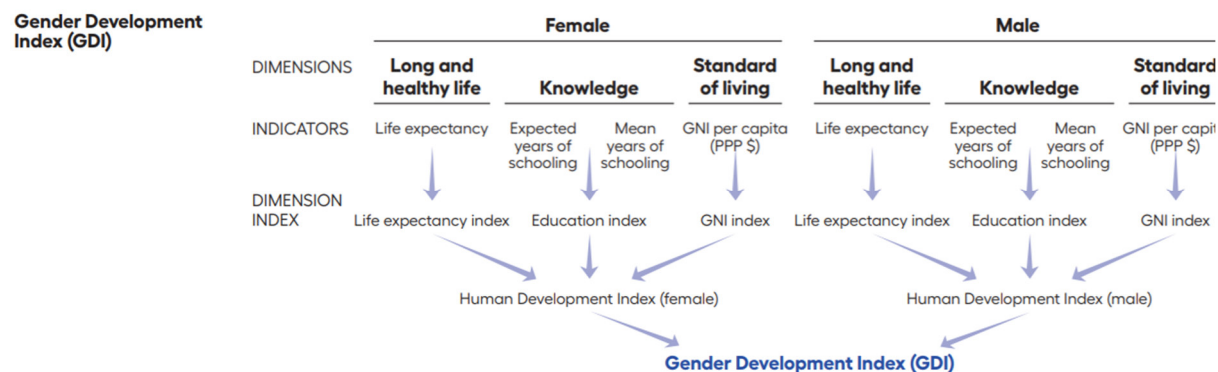 Gender Development
Index (GDI)
Female Male
DIMENSIONS
Long and
healthy life
Knowledge
Standard
of living
Long and
healthy life
Knowledge
Standard
of living
INDICATORS
Life expectancy
Expected
years of
schooling
Mean
years of
schooling
GNI per capita
(PPP $)
Life expectancy
Expected
years of
schooling
Mean
years of
schooling
GNI per capit
(PPP $)
DIMENSION
INDEX
Life expectancy index Education index GNI index Life expectancy index Education index GNI index
Human Development Index (female) Human Development Index (male)
Gender Development Index (GDI)